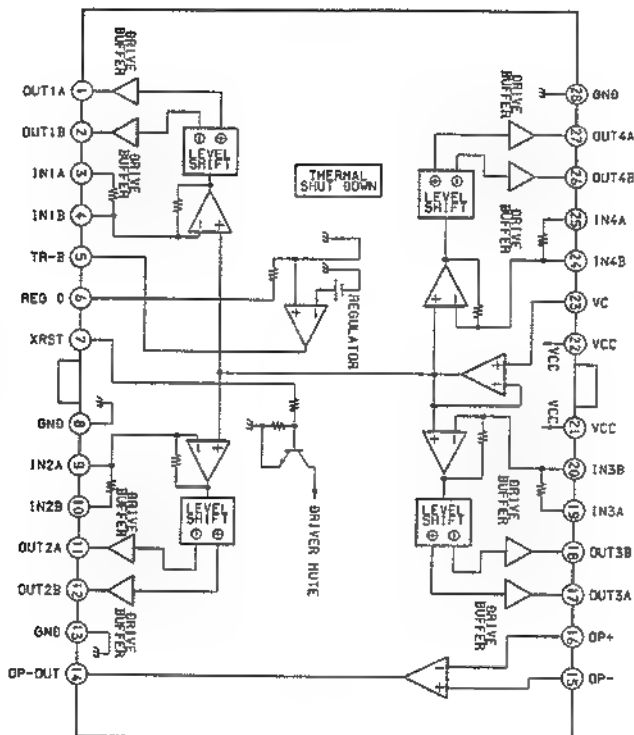 OUT1A 1
DRIVE BUFFER
OUT1B 2
DRIVE BUFFER
IN1A 3
IN1B 4
TR-B 5
REG 0 6
XRST 7
GND 8
IN2A 9
IN2B 10
DRIVE BUFFER
OUT2A 11
OUT2B 12
DRIVE BUFFER
GND 13
OP-OUT 14
LEVEL SHIFT
THERMAL SHUT DOWN
REGULATOR
DRIVER MUTE
LEVEL SHIFT
LEVEL SHIFT
LEVEL SHIFT
28 GND
DRIVE BUFFER
27 OUT4A
26 OUT4B
DRIVE BUFFER
25 IN4A
24 IN4B
23 VC
22 VCC
VCC
VCC
21 VCC
20 IN3B
19 IN3A
DRIVE BUFFER
18 OUT3B
17 OUT3A
DRIVE BUFFER
16 OP+
15 OP-